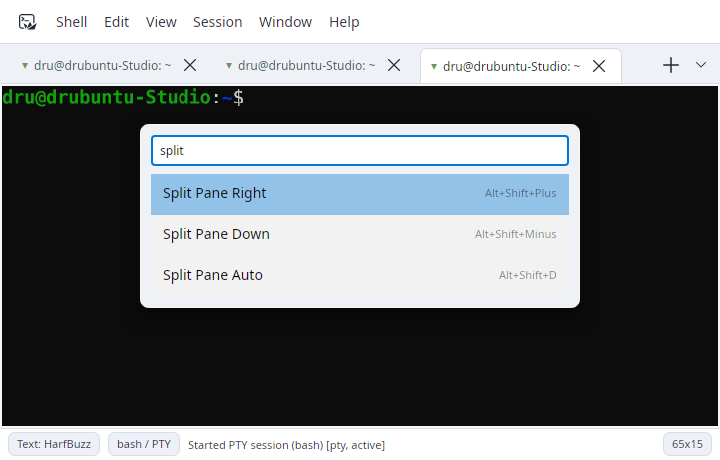 Shell Edit View Session Window Help
▼ dru@drubuntu-Studio: ~ ▼ dru@drubuntu-Studio: ~ ▼ dru@drubuntu-Studio: ~
dru@drubuntu-Studio:~$
split
Split Pane Right Alt+Shift+Plus
Split Pane Down Alt+Shift+Minus
Split Pane Auto Alt+Shift+D
Text: HarfBuzz bash / PTY Started PTY session (bash) [pty, active] 65x15